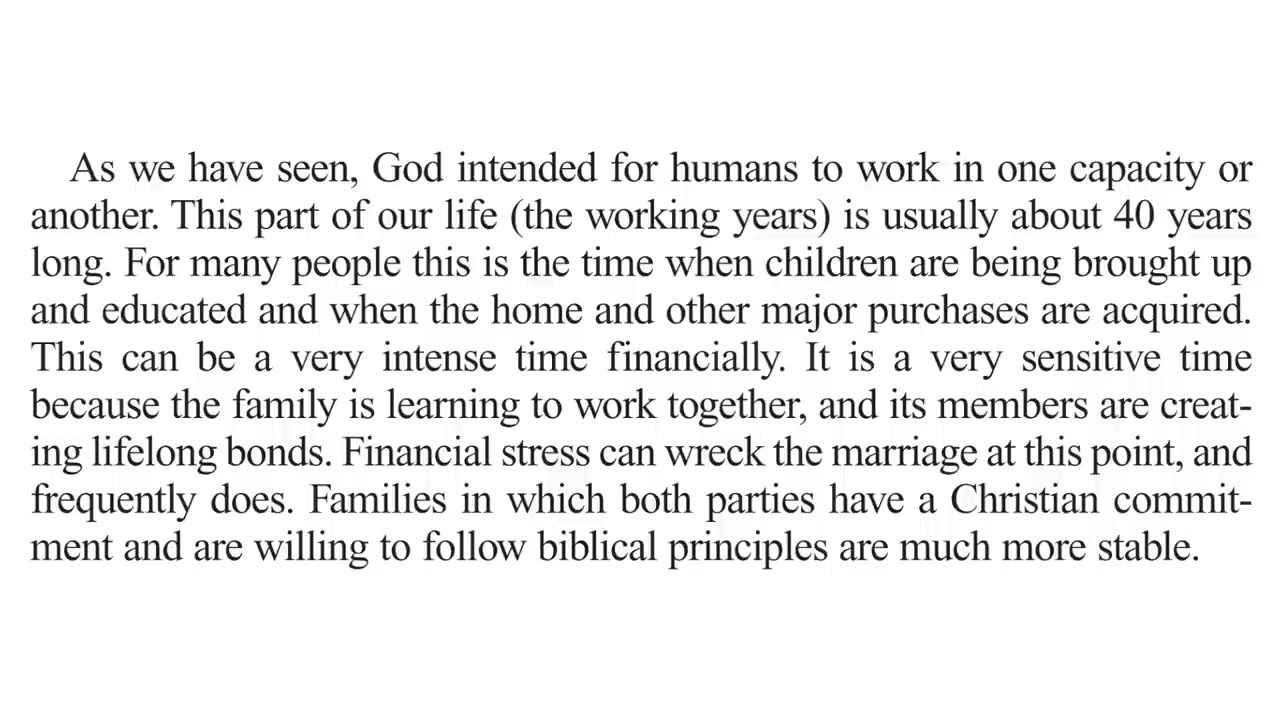 As we have seen, God intended for humans to work in one capacity or
another. This part of our life (the working years) is usually about 40 years
long. For many people this is the time when children are being brought up
and educated and when the home and other major purchases are acquired.
This can be a very intense time financially. It is a very sensitive time
because the family is learning to work together, and its members are creat-
ing lifelong bonds. Financial stress can wreck the marriage at this point, and
frequently does. Families in which both parties have a Christian commit-
ment and are willing to follow biblical principles are much more stable.